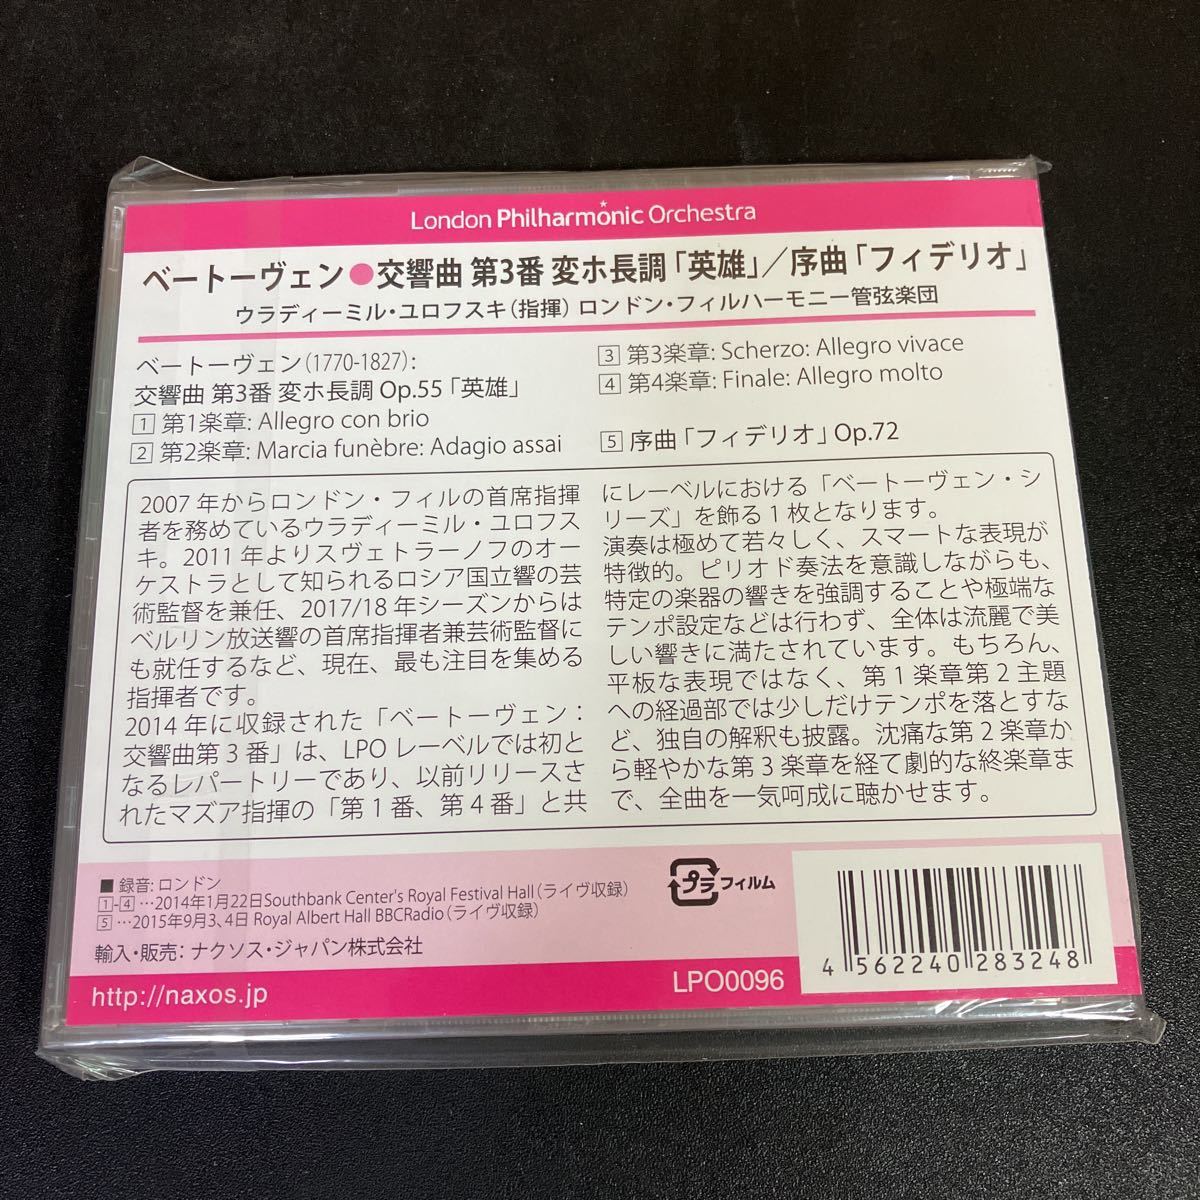 London Philharmonic Orchestra
ベートーヴェン●交響曲 第3番 変ホ長調「英雄」／序曲「フィデリオ」
ウラディーミル・ユロフスキ（指揮）ロンドン・フィルハーモニー管弦楽団
ベートーヴェン(1770-1827):
交響曲 第3番 変ホ長調 Op.55「英雄」
1 第1楽章: Allegro con brio
2 第2楽章: Marcia funèbre: Adagio assai
3 第3楽章: Scherzo: Allegro vivace
4 第4楽章: Finale: Allegro molto
5 序曲「フィデリオ」Op.72
2007 年からロンドン・フィルの首席指揮
者を務めているウラディーミル・ユロフス
キ。2011 年よりスヴェトラーノフのオー
ケストラとして知られるロシア国立響の芸
術監督を兼任、2017/18 年シーズンからは
ベルリン放送響の首席指揮者兼芸術監督に
も就任するなど、現在、最も注目を集める
指揮者です。
2014 年に収録された「ベートーヴェン：
交響曲第 3 番」は、LPO レーベルでは初と
なるレパートリーであり、以前リリースさ
れたマズア指揮の「第 1 番、第 4 番」と共
にレーベルにおける「ベートーヴェン・シ
リーズ」を飾る 1 枚となります。
演奏は極めて若々しく、スマートな表現が
特徴的。ピリオド奏法を意識しながらも、
特定の楽器の響きを強調することや極端な
テンポ設定などは行わず、全体は流麗で美
しい響きに満たされています。もちろん、
平板な表現ではなく、第 1 楽章第 2 主題
への経過部では少しだけテンポを落とすな
ど、独自の解釈も披露。沈痛な第 2 楽章か
ら軽やかな第 3 楽章を経て劇的な終楽章ま
で、全曲を一気呵成に聴かせます。
■ 録音: ロンドン
1-4 …2014年1月22日Southbank Center's Royal Festival Hall（ライヴ収録）
5 …2015年9月3、4日 Royal Albert Hall BBCRadio（ライヴ収録）
輸入・販売: ナクソス・ジャパン株式会社
プラ フィルム
http://naxos.jp
LPO0096
4 562240 283248